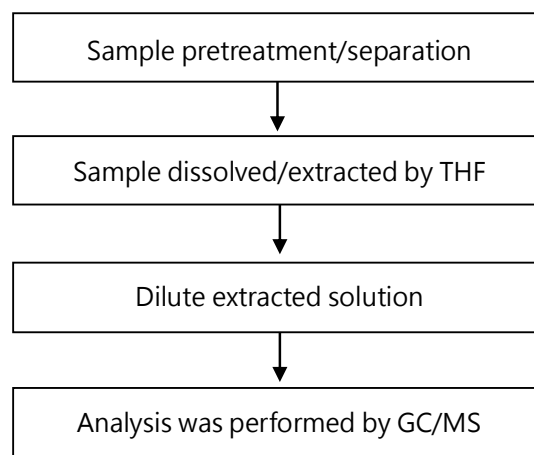 Sample pretreatment/separation
Sample dissolved/extracted by THF
Dilute extracted solution
Analysis was performed by GC/MS